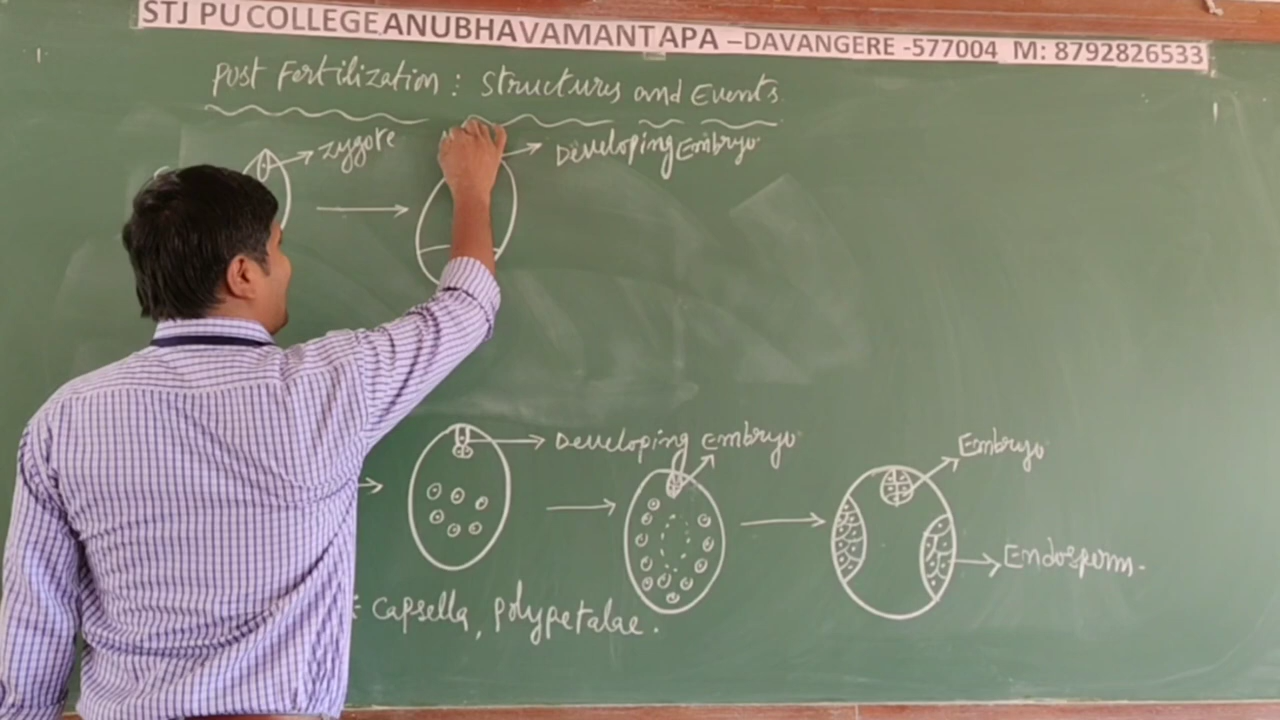 STJ PU COLLEGE ANUBHAVAMANTAPA –DAVANGERE -577004 M: 8792826533
Post Fertilization : Structures and Events
zygote
Developing Embryo
Developing embryo
Embryo
Endosperm.
: Capsella, Polypetalae.